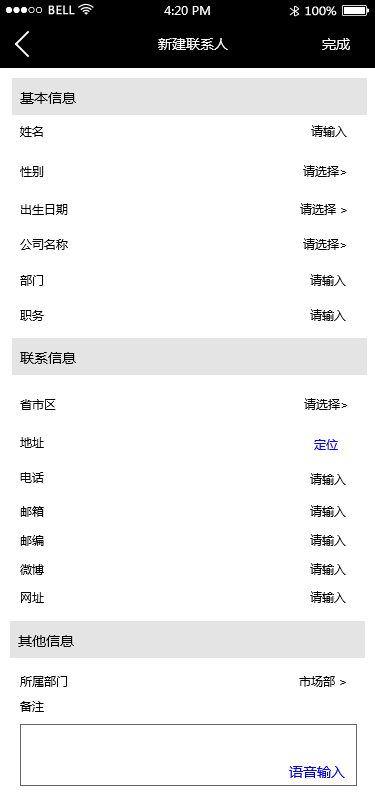 BELL 4:20 PM 100%
新建联系人 完成
基本信息
姓名 请输入
性别 请选择>
出生日期 请选择 >
公司名称 请选择>
部门 请输入
职务 请输入
联系信息
省市区 请选择>
地址 定位
电话 请输入
邮箱 请输入
邮编 请输入
微博 请输入
网址 请输入
其他信息
所属部门 市场部 >
备注
语音输入